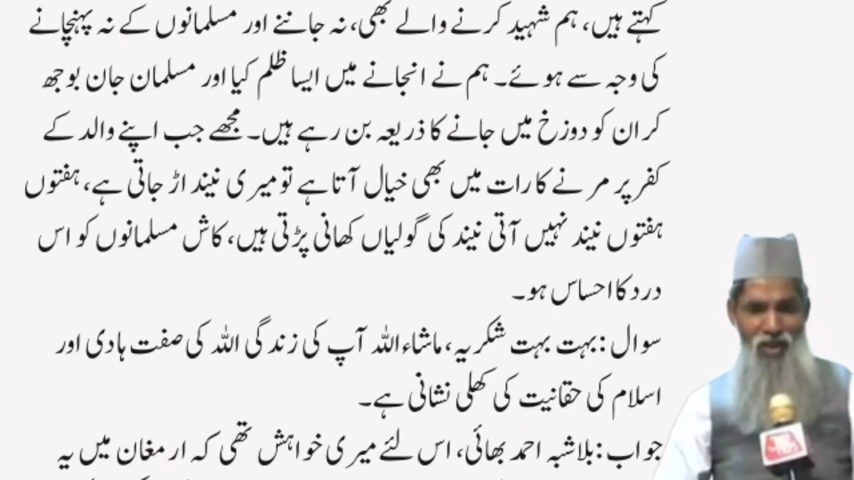 کہتے ہیں، ہم شہید کرنے والے بھی، نہ جاننے اور مسلمانوں کے نہ پہنچانے
کی وجہ سے ہوئے۔ ہم نے انجانے میں ایسا ظلم کیا اور مسلمان جان بوجھ
کر ان کو دوزخ میں جانے کا ذریعہ بن رہے ہیں۔ مجھے جب اپنے والد کے
کفر پر مرنے کا رات میں بھی خیال آتا ہے تو میری نیند اڑ جاتی ہے، ہفتوں
ہفتوں نیند نہیں آتی نیند کی گولیاں کھانی پڑتی ہیں، کاش مسلمانوں کو اس
درد کا احساس ہو۔
سوال: بہت بہت شکریہ، ماشاءاللہ آپ کی زندگی اللہ کی صفت ہادی اور
اسلام کی حقانیت کی کھلی نشانی ہے۔
جواب: بلاشبہ احمد بھائی، اس لئے میری خواہش تھی کہ ارمغان میں یہ